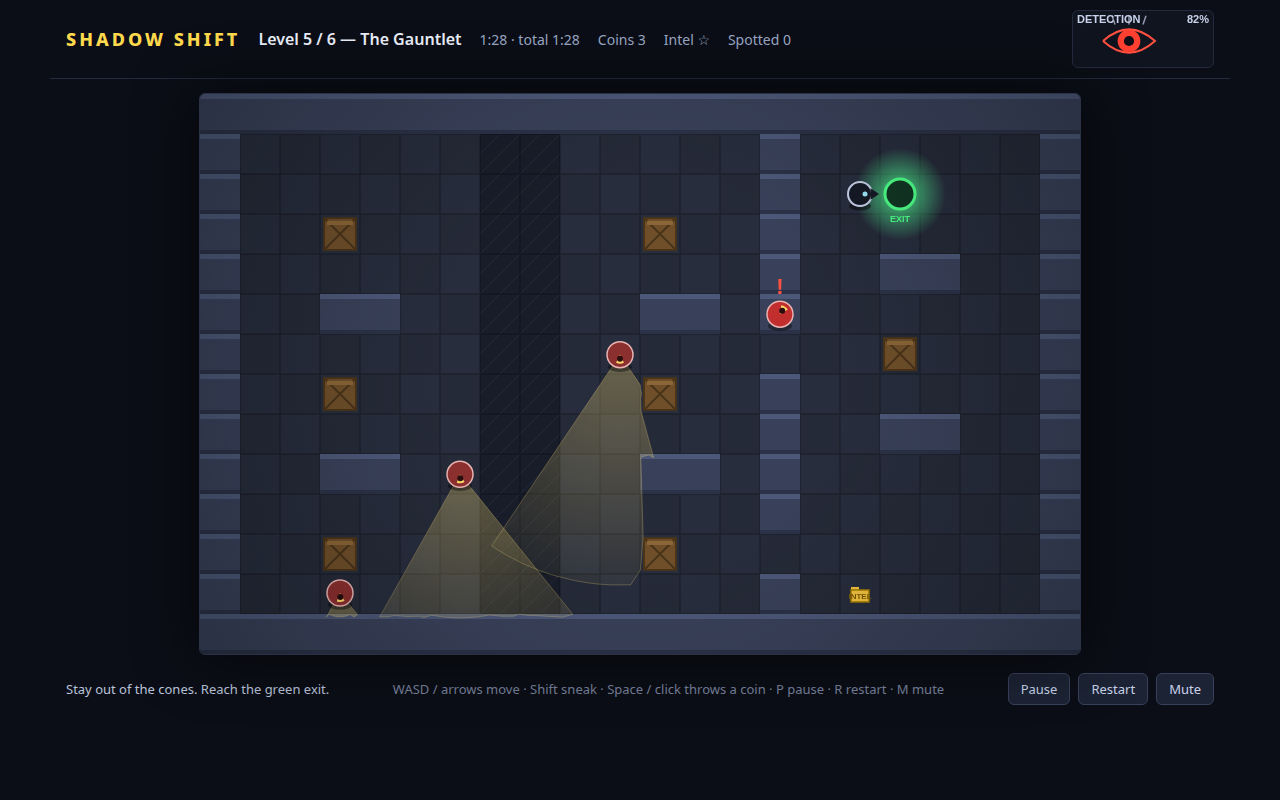 SHADOW SHIFT
Level 5 / 6 — The Gauntlet
1:28 · total 1:28
Coins 3
Intel ☆
Spotted 0
DETECTION
82%
EXIT
!
Stay out of the cones. Reach the green exit.
WASD / arrows move · Shift sneak · Space / click throws a coin · P pause · R restart · M mute
Pause
Restart
Mute